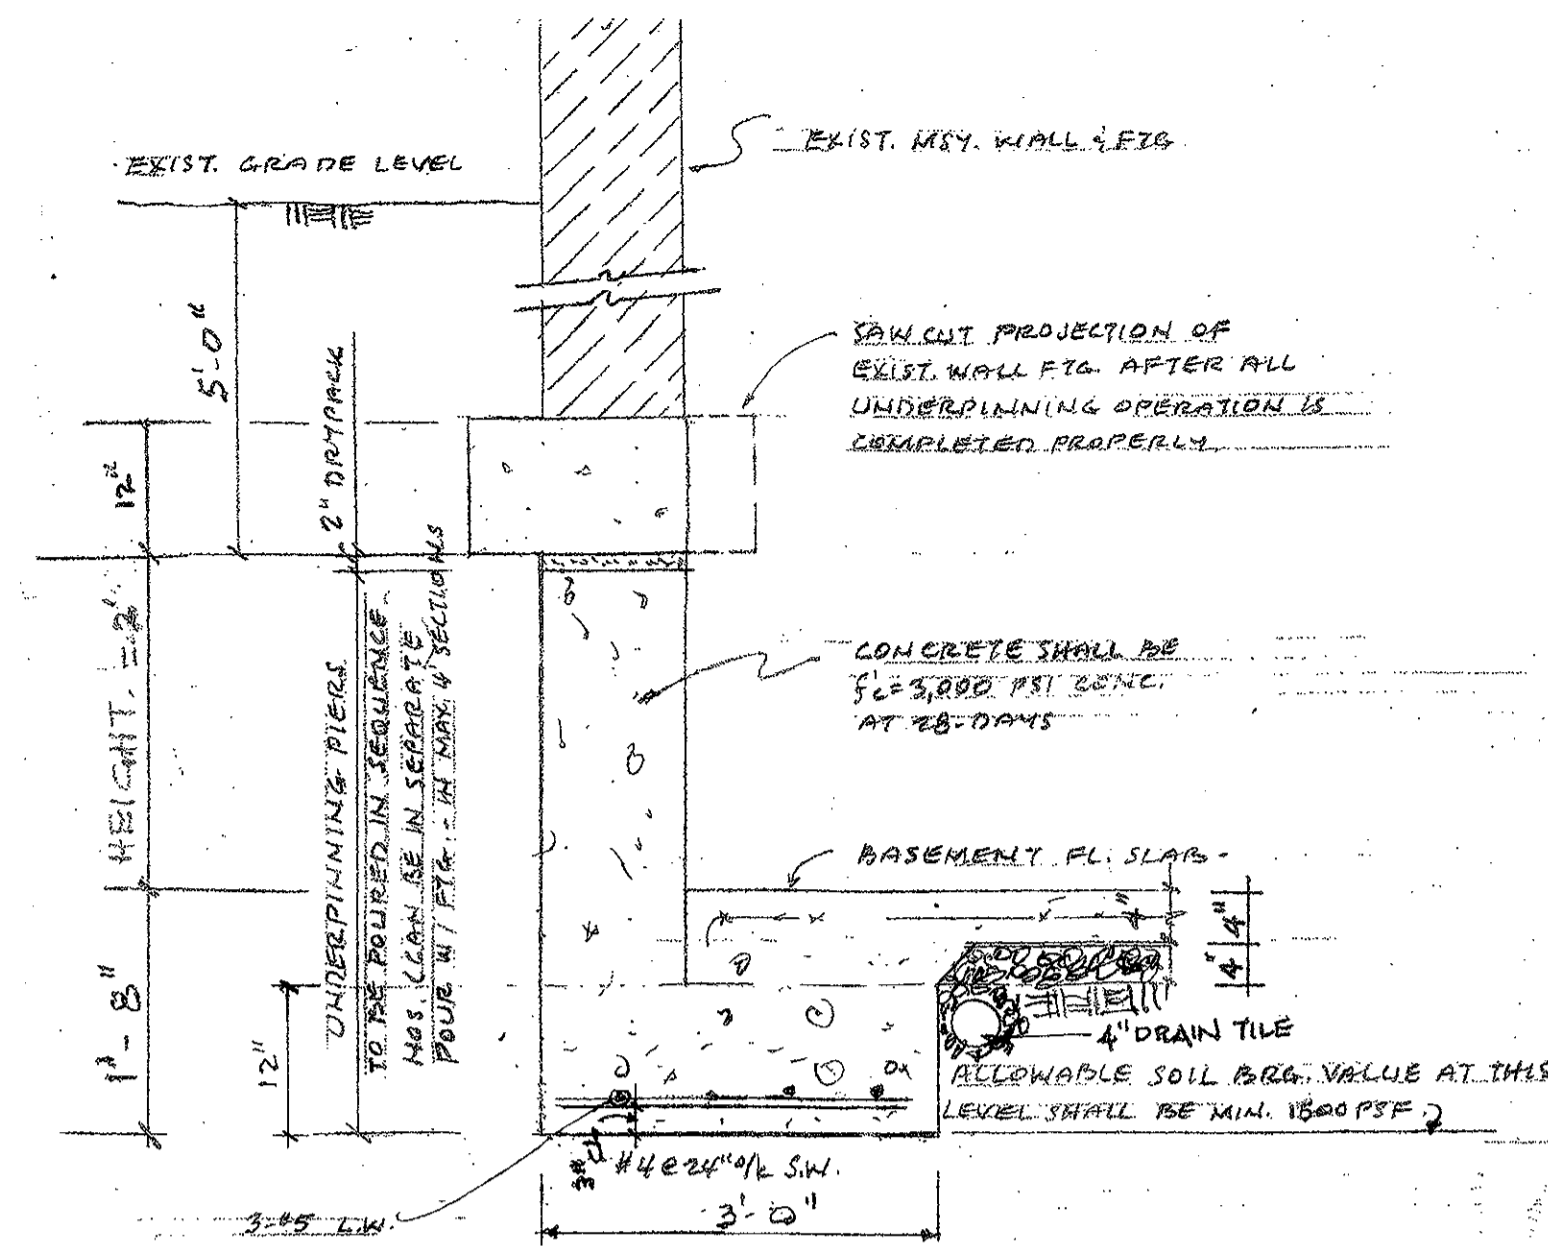 EXIST. GRADE LEVEL
EXIST. MSY. WALL & FTG
5'-0"
2" DRYPACK
12"
SAW CUT PROJECTION OF
EXIST. WALL FTG. AFTER ALL
UNDERPINNING OPERATION IS
COMPLETED PROPERLY.
HEIGHT. = 2'
UNDERPINNING PIERS
TO BE POURED IN SEQUENCE
NOS. (CAN BE IN SEPARATE
POUR W/ FTG. - IN MAX. 4' SECTIONS
CONCRETE SHALL BE
f'c = 3,000 PSI CONC.
AT 28-DAYS
BASEMENT FL. SLAB -
4"
4"
1'-8"
12"
4" DRAIN TILE
ALLOWABLE SOIL BRG. VALUE AT THIS
LEVEL SHALL BE MIN. 1500 PSF.
3"
#4 @ 24" o/c S.W.
3-#5 L.W.
3'-0"